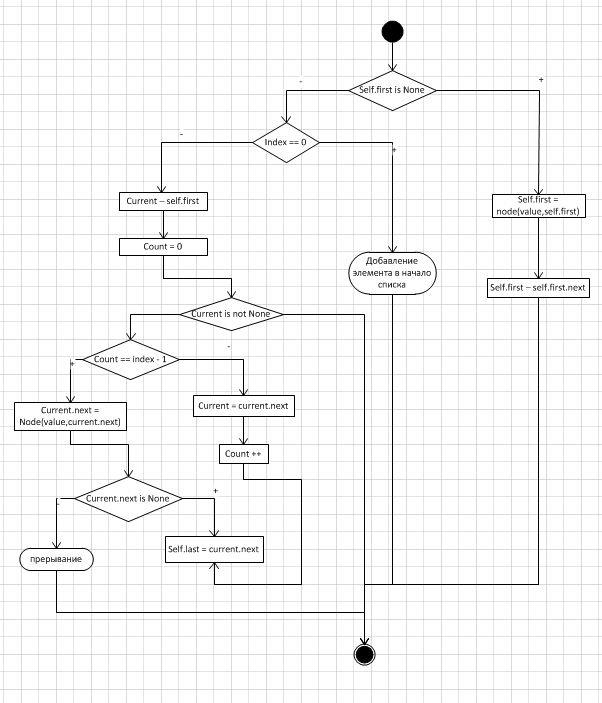 Self.first is None
-
+
Index == 0
-
+
Current – self.first
Self.first =
node(value,self.first)
Count = 0
Добавление
элемента в начало
списка
Self.first – self.first.next
Current is not None
-
Count == index - 1
+
Current.next =
Node(value,current.next)
Current = current.next
Count ++
Current.next is None
+
-
Self.last = current.next
прерывание